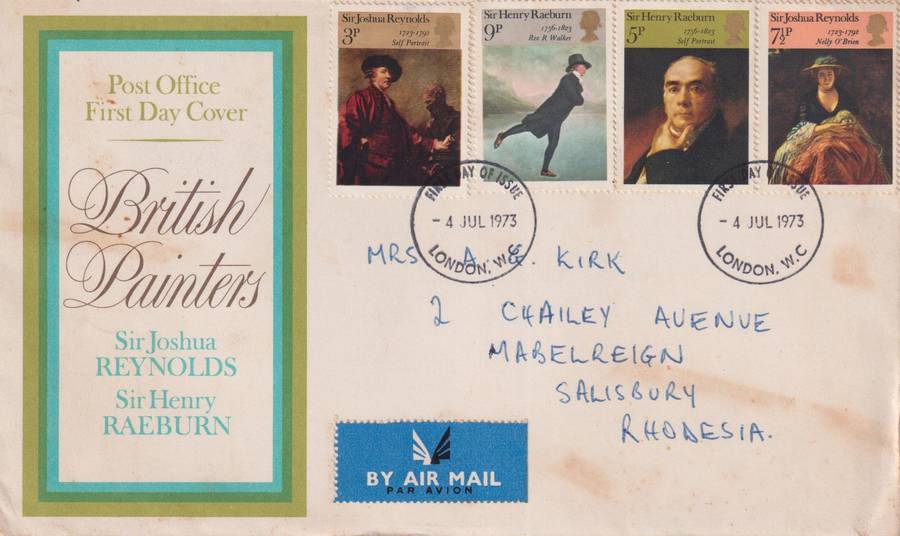 Post Office
First Day Cover
British
Painters
Sir Joshua
REYNOLDS
Sir Henry
RAEBURN
Sir Joshua Reynolds
3P
1723-1792
Self Portrait
Sir Henry Raeburn
9P
1756-1823
Rev R Walker
Sir Henry Raeburn
5P
1756-1823
Self Portrait
Sir Joshua Reynolds
7½P
1723-1792
Nelly O'Brien
FIRST DAY OF ISSUE
- 4 JUL 1973
LONDON, W.C
FIRST DAY OF ISSUE
- 4 JUL 1973
LONDON, W.C
MRS A. G. KIRK
2 CHAILEY AVENUE
MABELREIGN
SALISBURY
RHODESIA.
BY AIR MAIL
PAR AVION